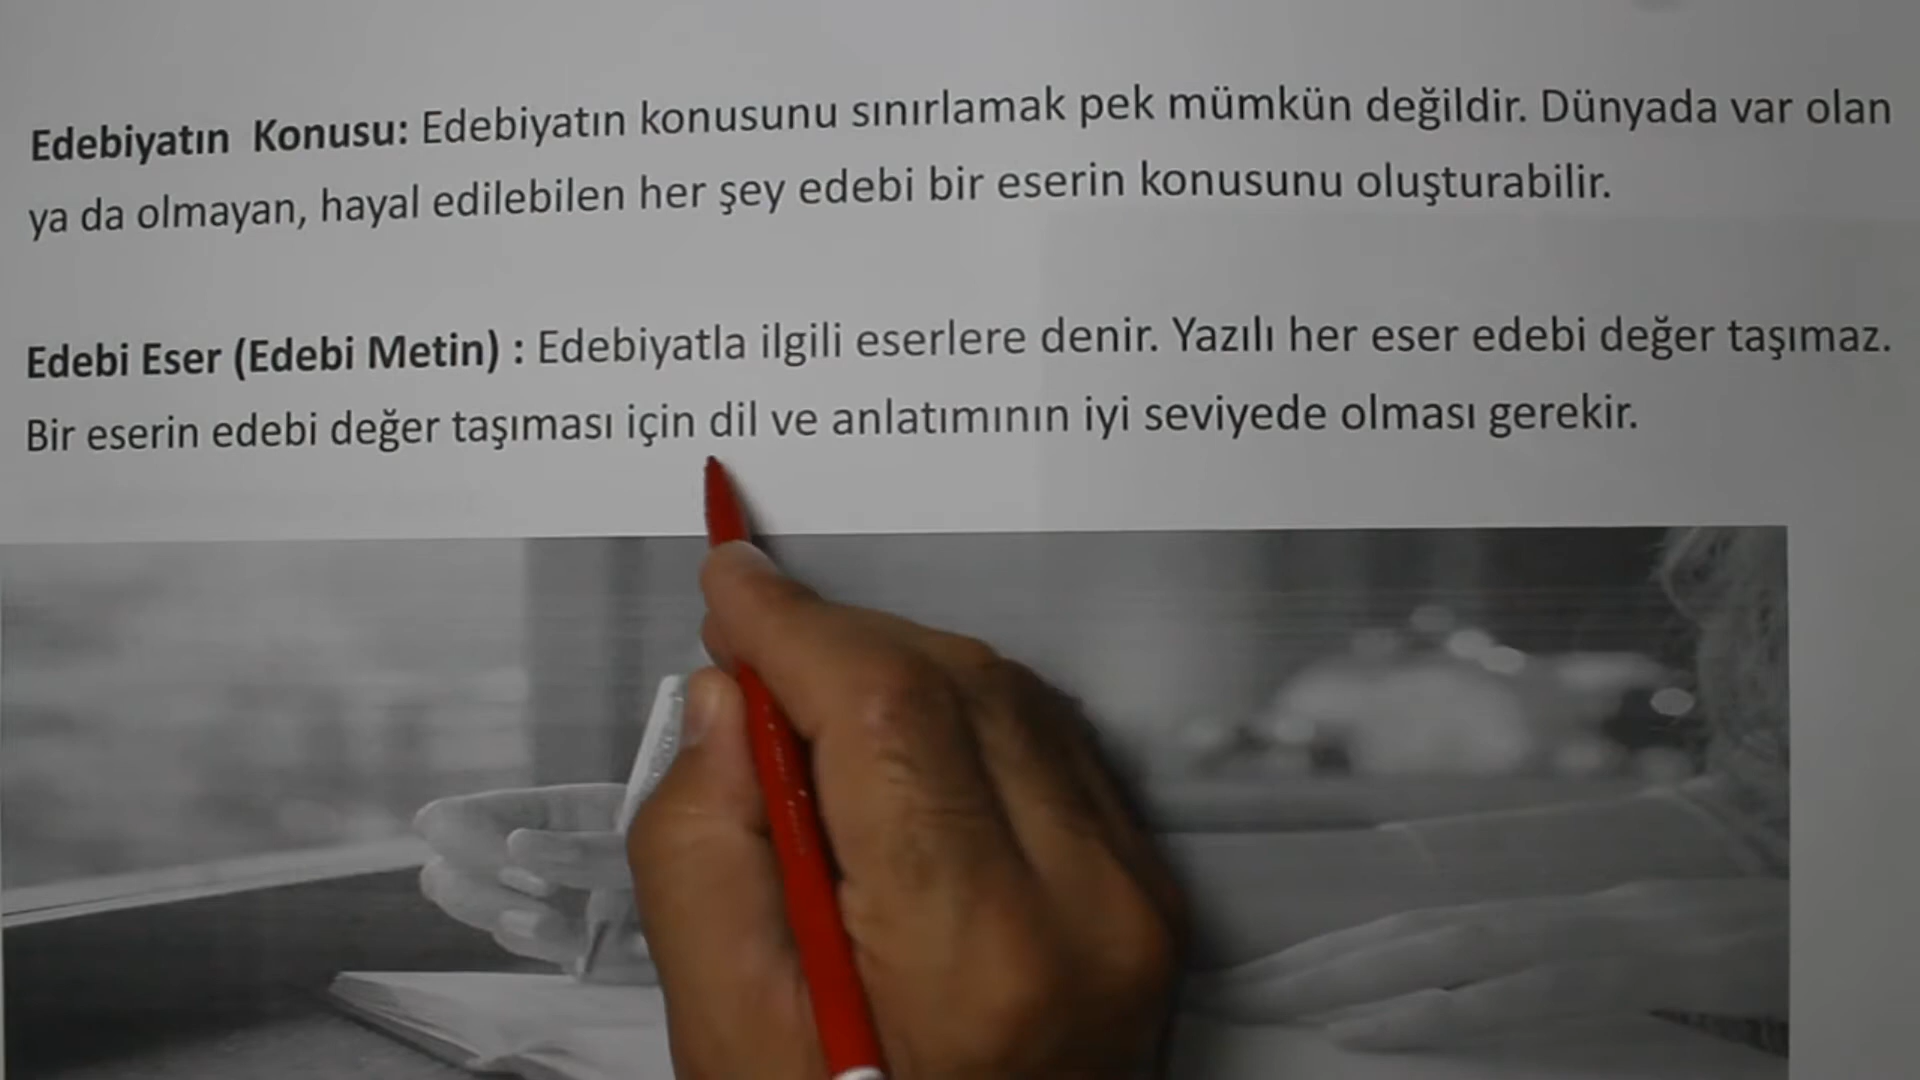 Edebiyatın Konusu: Edebiyatın konusunu sınırlamak pek mümkün değildir. Dünyada var olan
ya da olmayan, hayal edilebilen her şey edebi bir eserin konusunu oluşturabilir.
Edebi Eser (Edebi Metin) : Edebiyatla ilgili eserlere denir. Yazılı her eser edebi değer taşımaz.
Bir eserin edebi değer taşıması için dil ve anlatımının iyi seviyede olması gerekir.